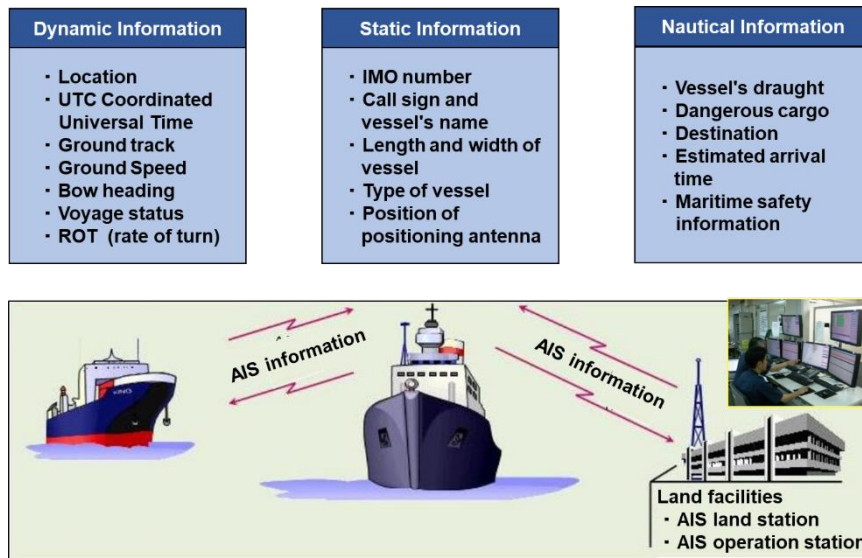 Dynamic Information
· Location
· UTC Coordinated
Universal Time
· Ground track
· Ground Speed
· Bow heading
· Voyage status
· ROT (rate of turn)
Static Information
· IMO number
· Call sign and
vessel's name
· Length and width of
vessel
· Type of vessel
· Position of
positioning antenna
Nautical Information
· Vessel's draught
· Dangerous cargo
· Destination
· Estimated arrival
time
· Maritime safety
information
AIS information
AIS information
KING
Land facilities
· AIS land station
· AIS operation station